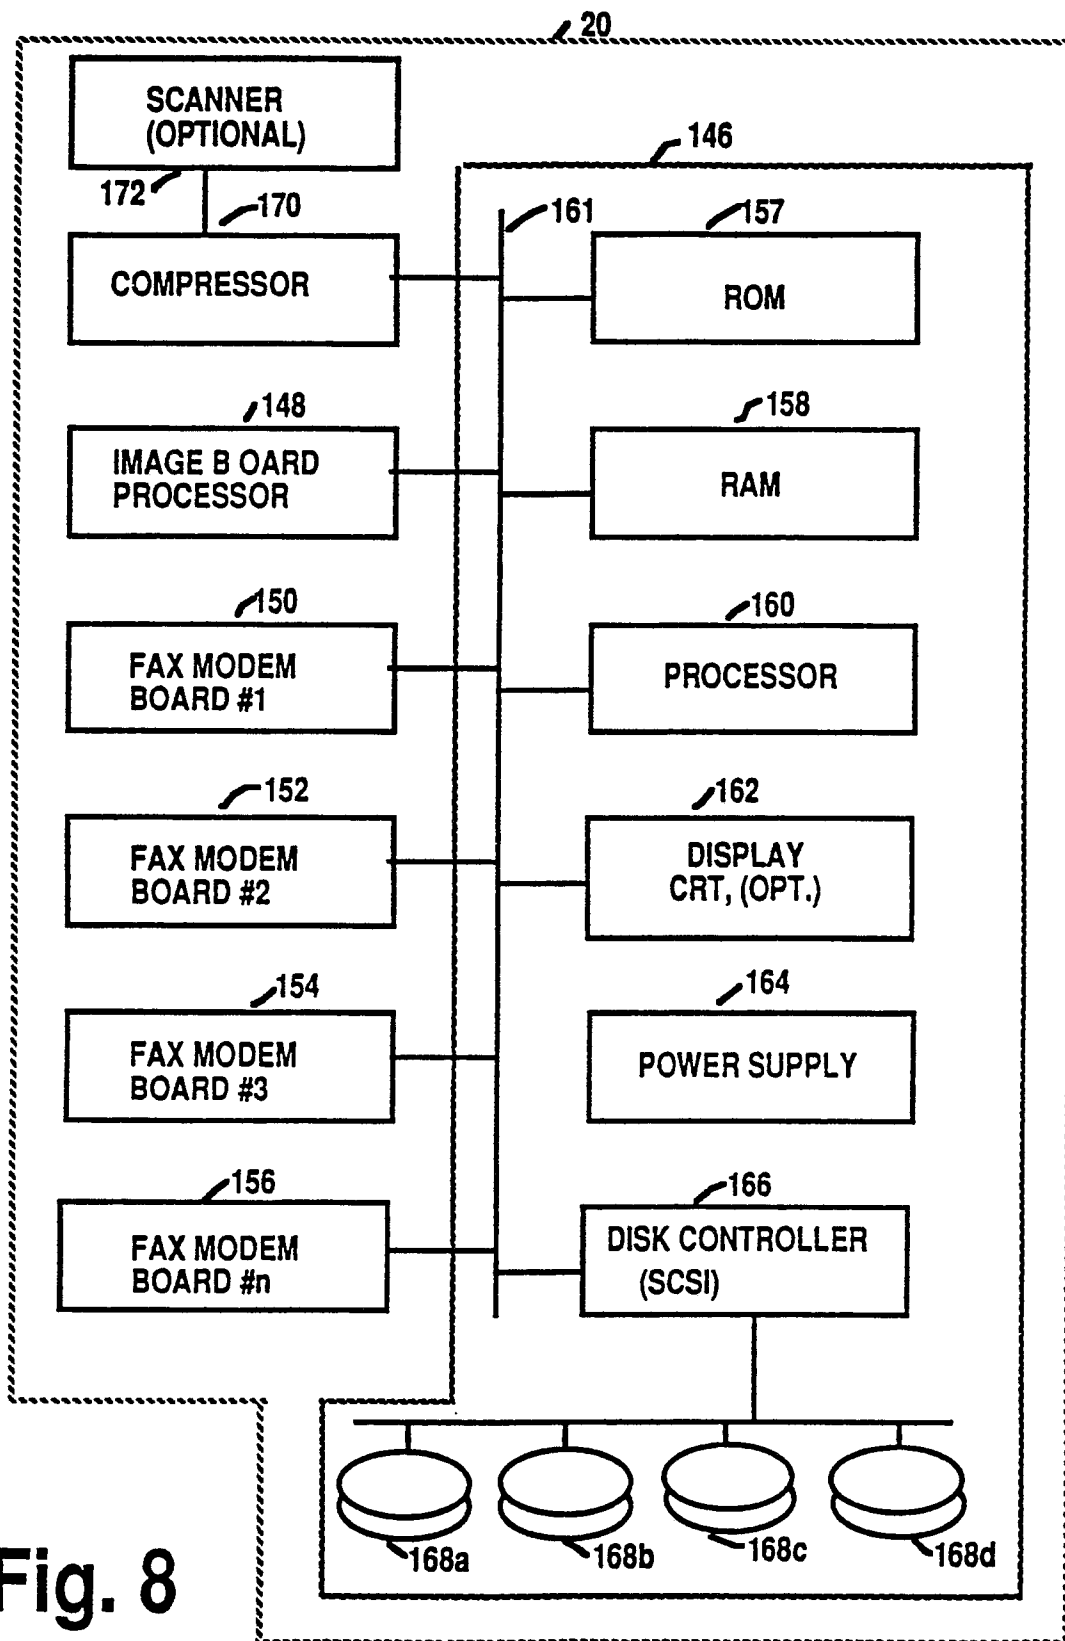 20
SCANNER
(OPTIONAL)
146
172
170
161
157
COMPRESSOR
ROM
148
158
IMAGE B OARD
PROCESSOR
RAM
150
160
FAX MODEM
BOARD #1
PROCESSOR
152
162
FAX MODEM
BOARD #2
DISPLAY
CRT, (OPT.)
154
164
FAX MODEM
BOARD #3
POWER SUPPLY
156
166
FAX MODEM
BOARD #n
DISK CONTROLLER
(SCSI)
168a
168b
168c
168d
Fig. 8